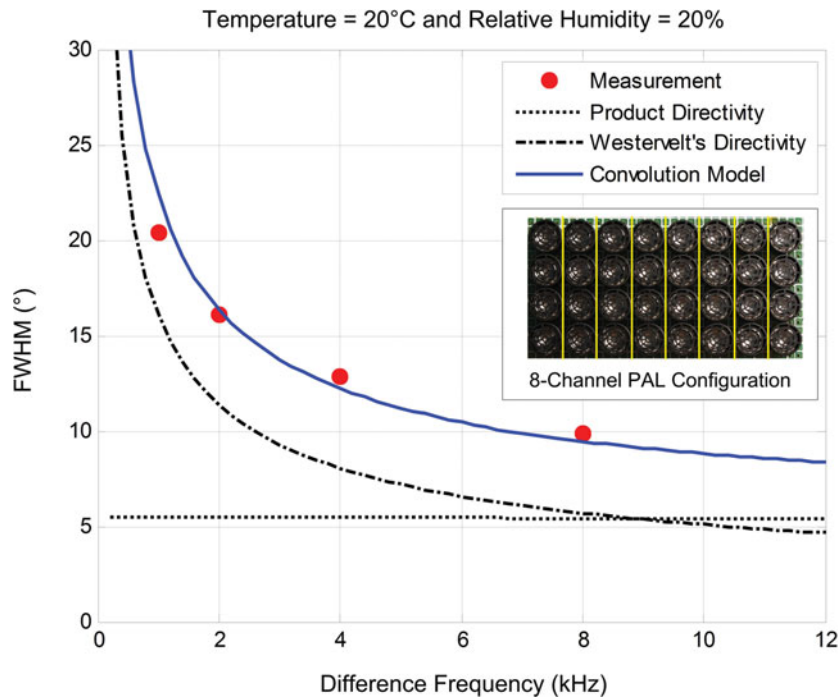 Temperature = 20°C and Relative Humidity = 20%
30
25
20
15
10
5
0
FWHM (°)
Measurement
Product Directivity
Westervelt's Directivity
Convolution Model
8-Channel PAL Configuration
0 2 4 6 8 10 12
Difference Frequency (kHz)